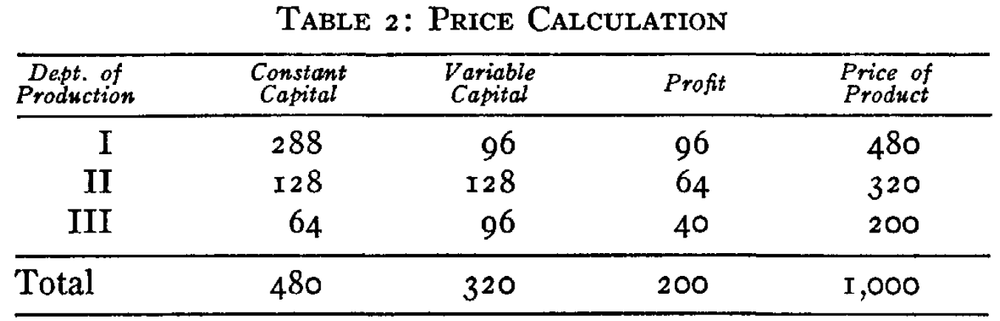 TABLE 2: PRICE CALCULATION
Dept. of Constant Variable Profit Price of
Production Capital Capital Product
I 288 96 96 480
II 128 128 64 320
III 64 96 40 200
Total 480 320 200 1,000